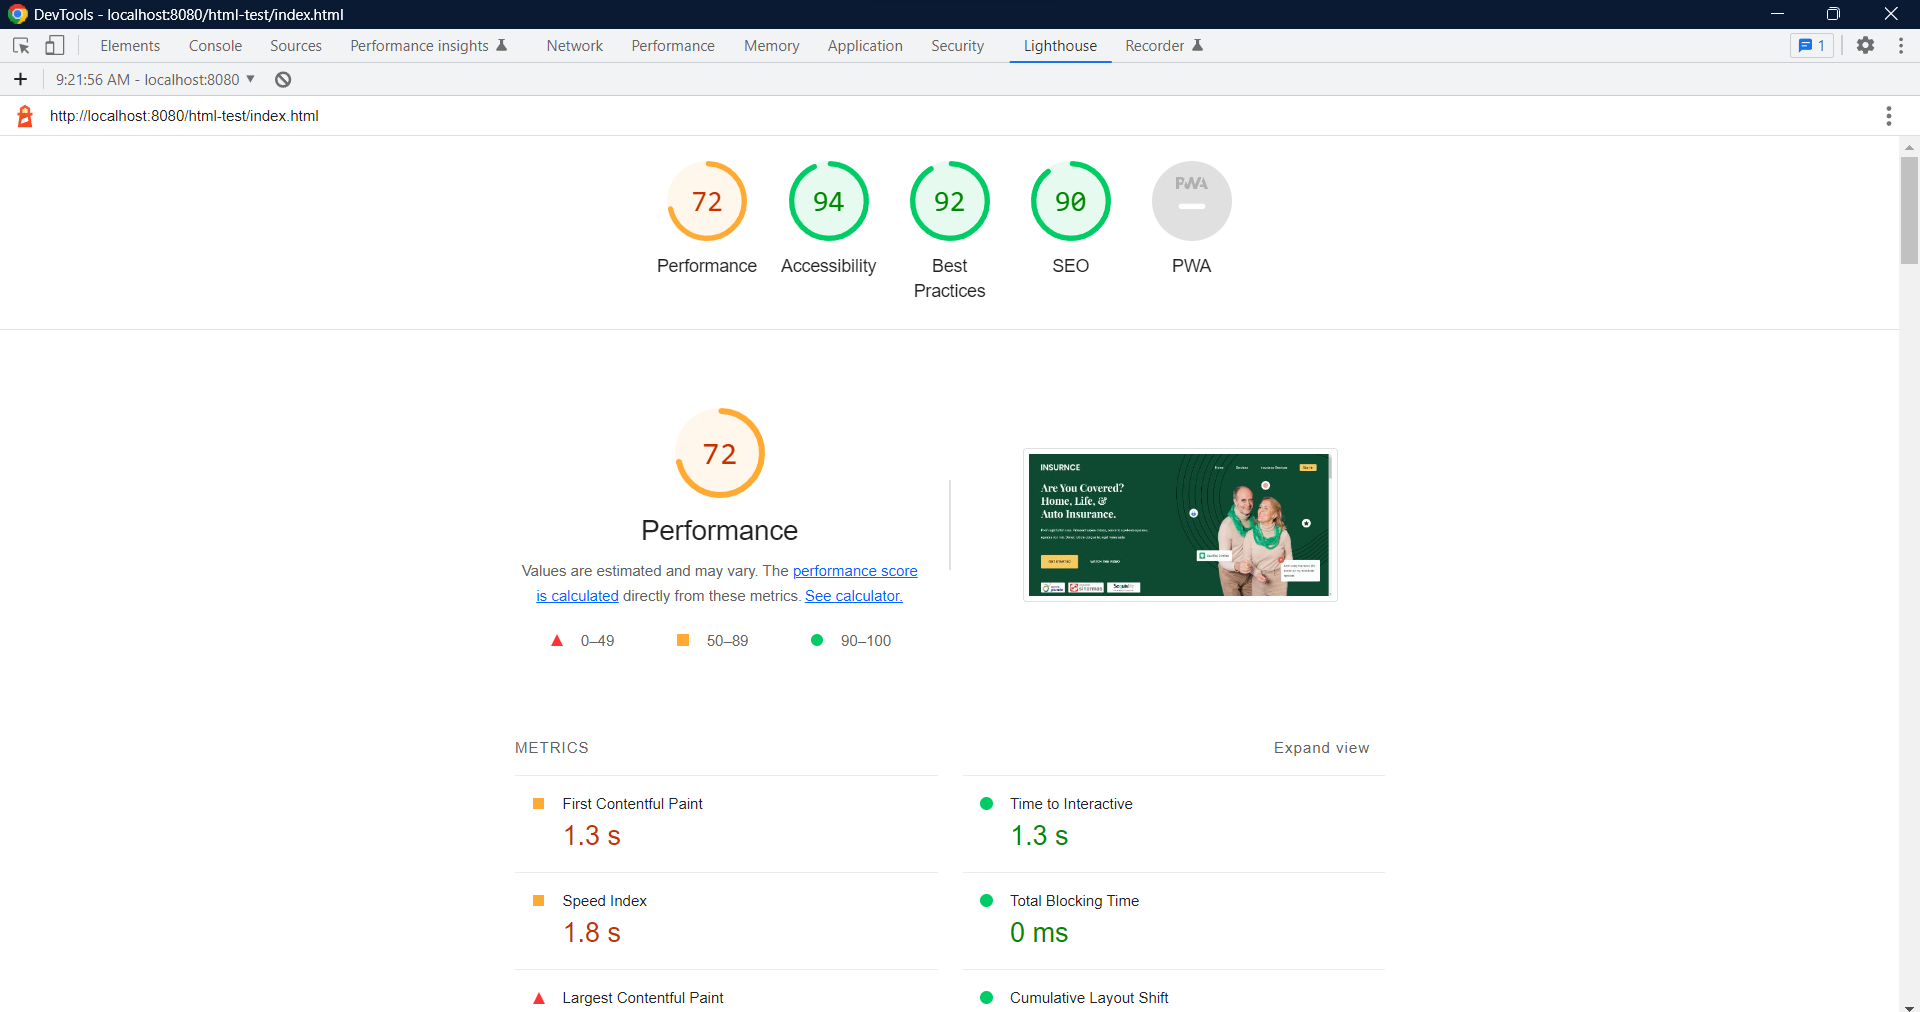 DevTools - localhost:8080/html-test/index.html
Elements Console Sources Performance insights Network Performance Memory Application Security Lighthouse Recorder 1
9:21:56 AM - localhost:8080
http://localhost:8080/html-test/index.html
72 94 92 90 PWA
Performance Accessibility Best Practices SEO PWA
72
Performance
Values are estimated and may vary. The performance score
is calculated directly from these metrics. See calculator.
0–49 50–89 90–100
INSURNCE
Home
Are You Covered?
Home, Life, &
Auto Insurance.
METRICS Expand view
First Contentful Paint
1.3 s
Time to Interactive
1.3 s
Speed Index
1.8 s
Total Blocking Time
0 ms
Largest Contentful Paint
Cumulative Layout Shift